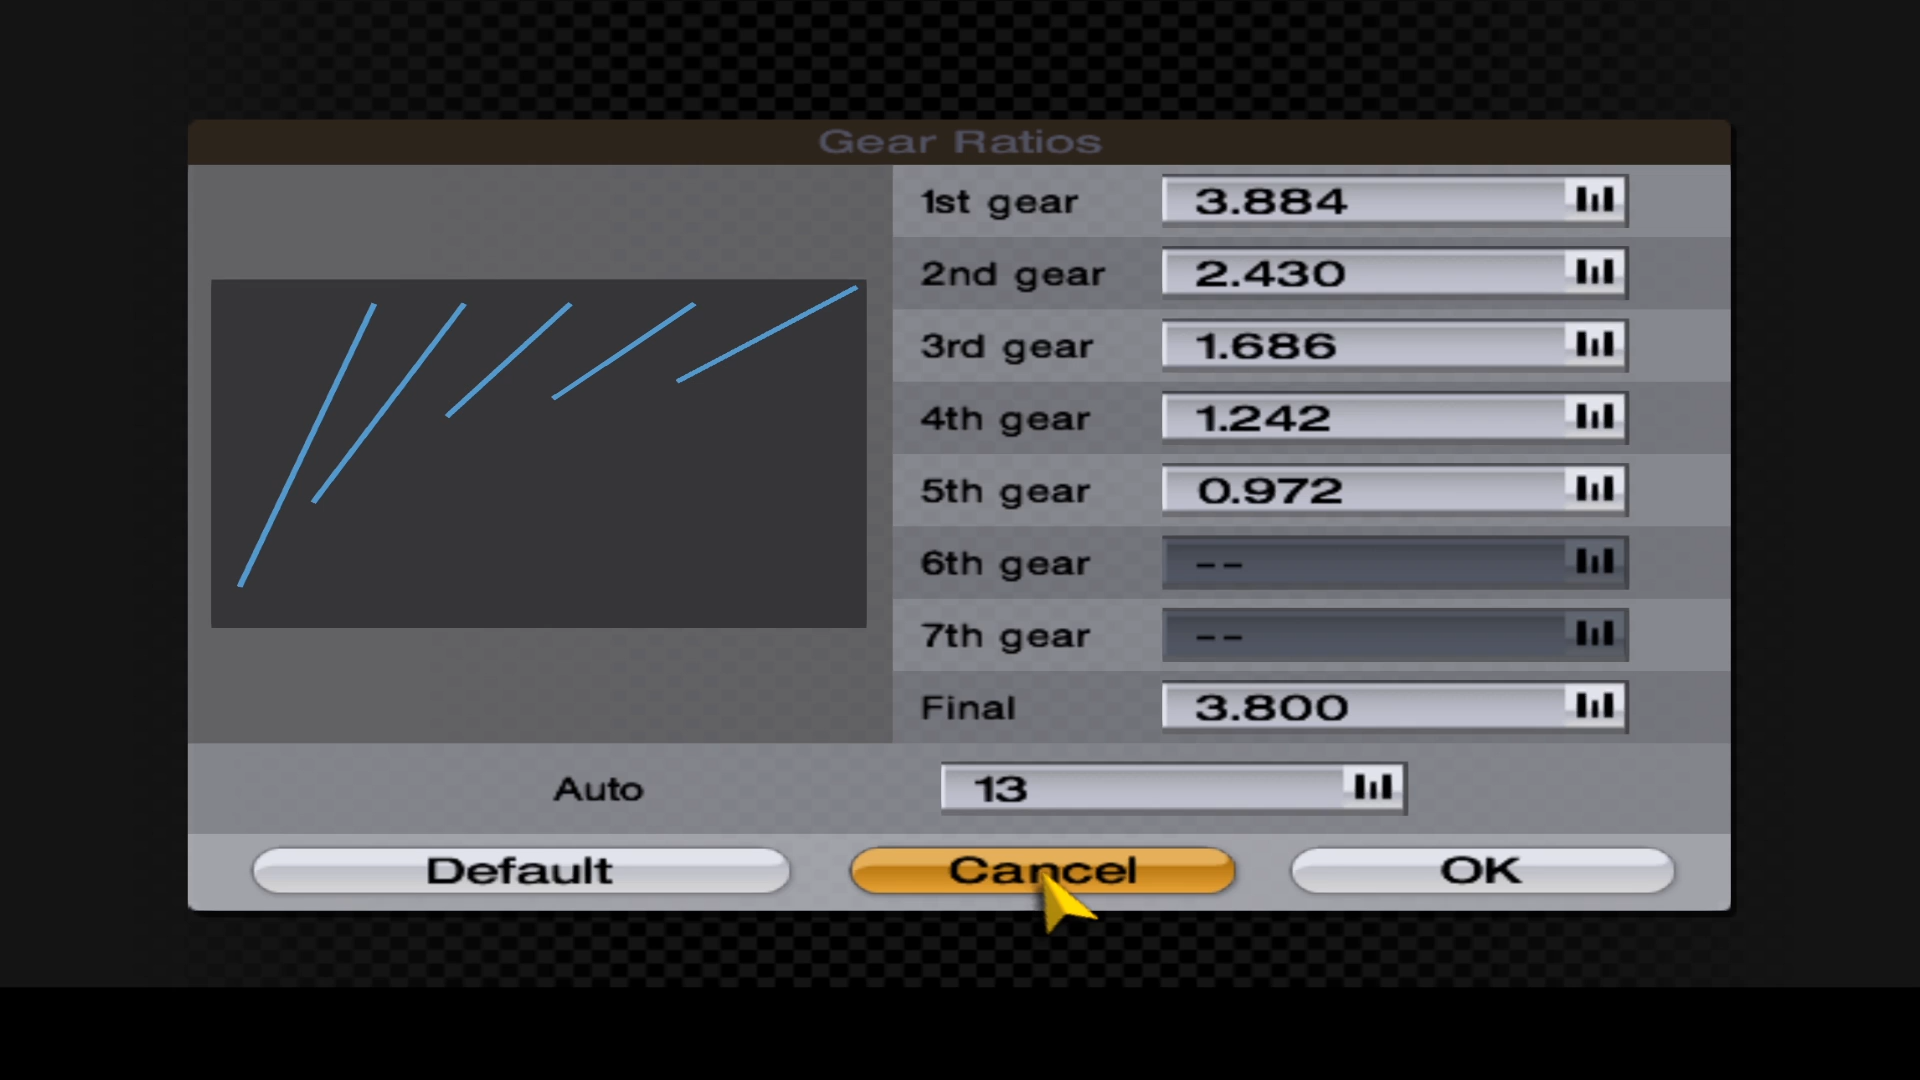 Gear Ratios
1st gear 3.884
2nd gear 2.430
3rd gear 1.686
4th gear 1.242
5th gear 0.972
6th gear --
7th gear --
Final 3.800
Auto 13
Default Cancel OK